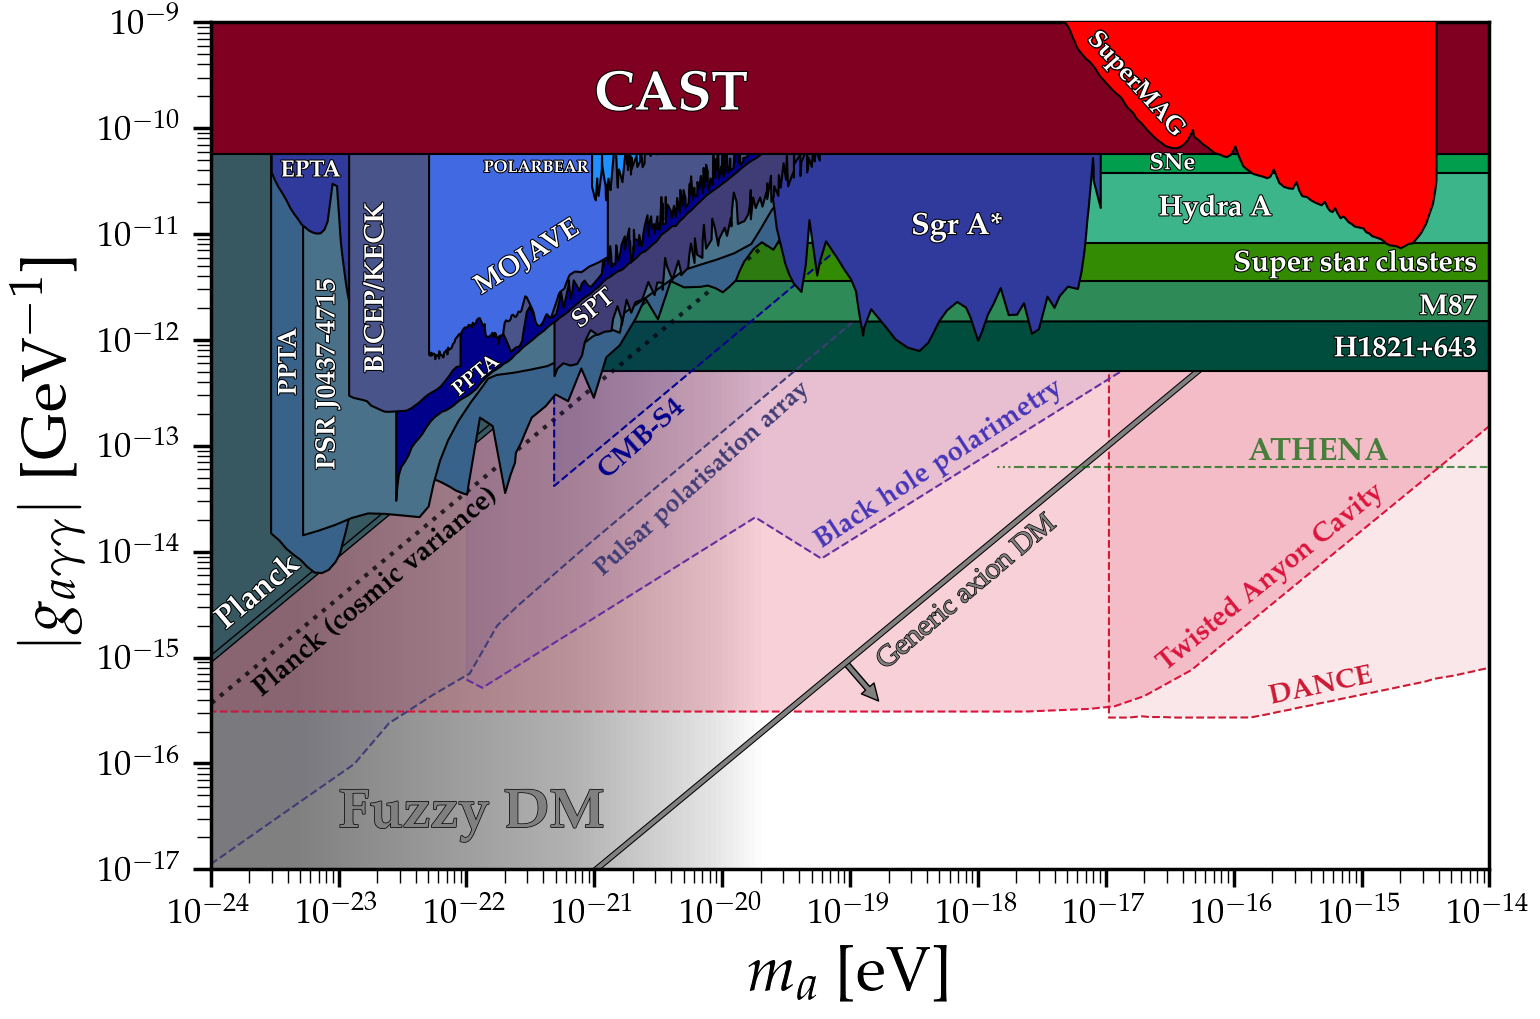 10⁻⁹
10⁻¹⁰
10⁻¹¹
10⁻¹²
10⁻¹³
10⁻¹⁴
10⁻¹⁵
10⁻¹⁶
10⁻¹⁷
|g_{aγγ}| [GeV⁻¹]
CAST
SuperMAG
EPTA
POLARBEAR
SNe
Hydra A
Sgr A*
MOJAVE
BICEP/KECK
Super star clusters
PPTA
PSR J0437-4715
SPT
M87
H1821+643
PPTA
CMB-S4
Pulsar polarisation array
Black hole polarimetry
ATHENA
Planck
Planck (cosmic variance)
Generic axion DM
Twisted Anyon Cavity
DANCE
Fuzzy DM
10⁻²⁴ 10⁻²³ 10⁻²² 10⁻²¹ 10⁻²⁰ 10⁻¹⁹ 10⁻¹⁸ 10⁻¹⁷ 10⁻¹⁶ 10⁻¹⁵ 10⁻¹⁴
mₐ [eV]